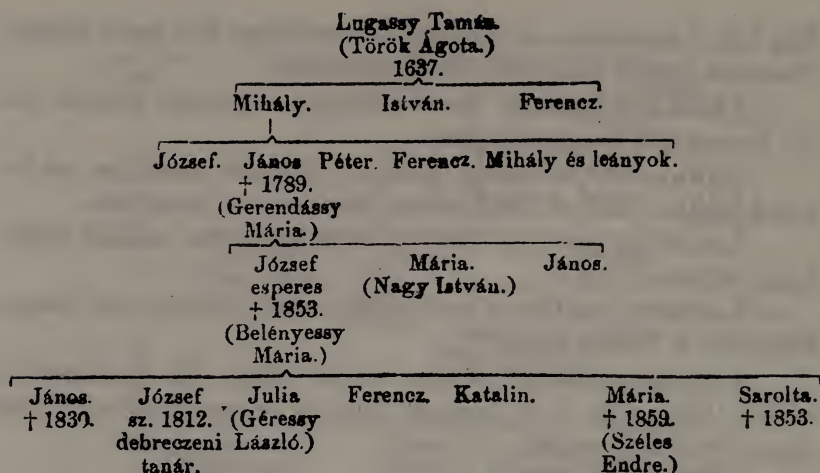 Lugassy Tamás.
(Török Ágota.)
1637.
Mihály. István. Ferencz.
József. János Péter. Ferencz. Mihály és leányok.
† 1789.
(Gerendássy
Mária.)
József Mária. János.
esperes (Nagy István.)
† 1853.
(Belényessy
Mária.)
János. József Julia Ferencz. Katalin. Mária. Sarolta.
† 1830. sz. 1812. (Géressy † 1859. † 1853.
debreczeni László.) (Széles
tanár. Endre.)